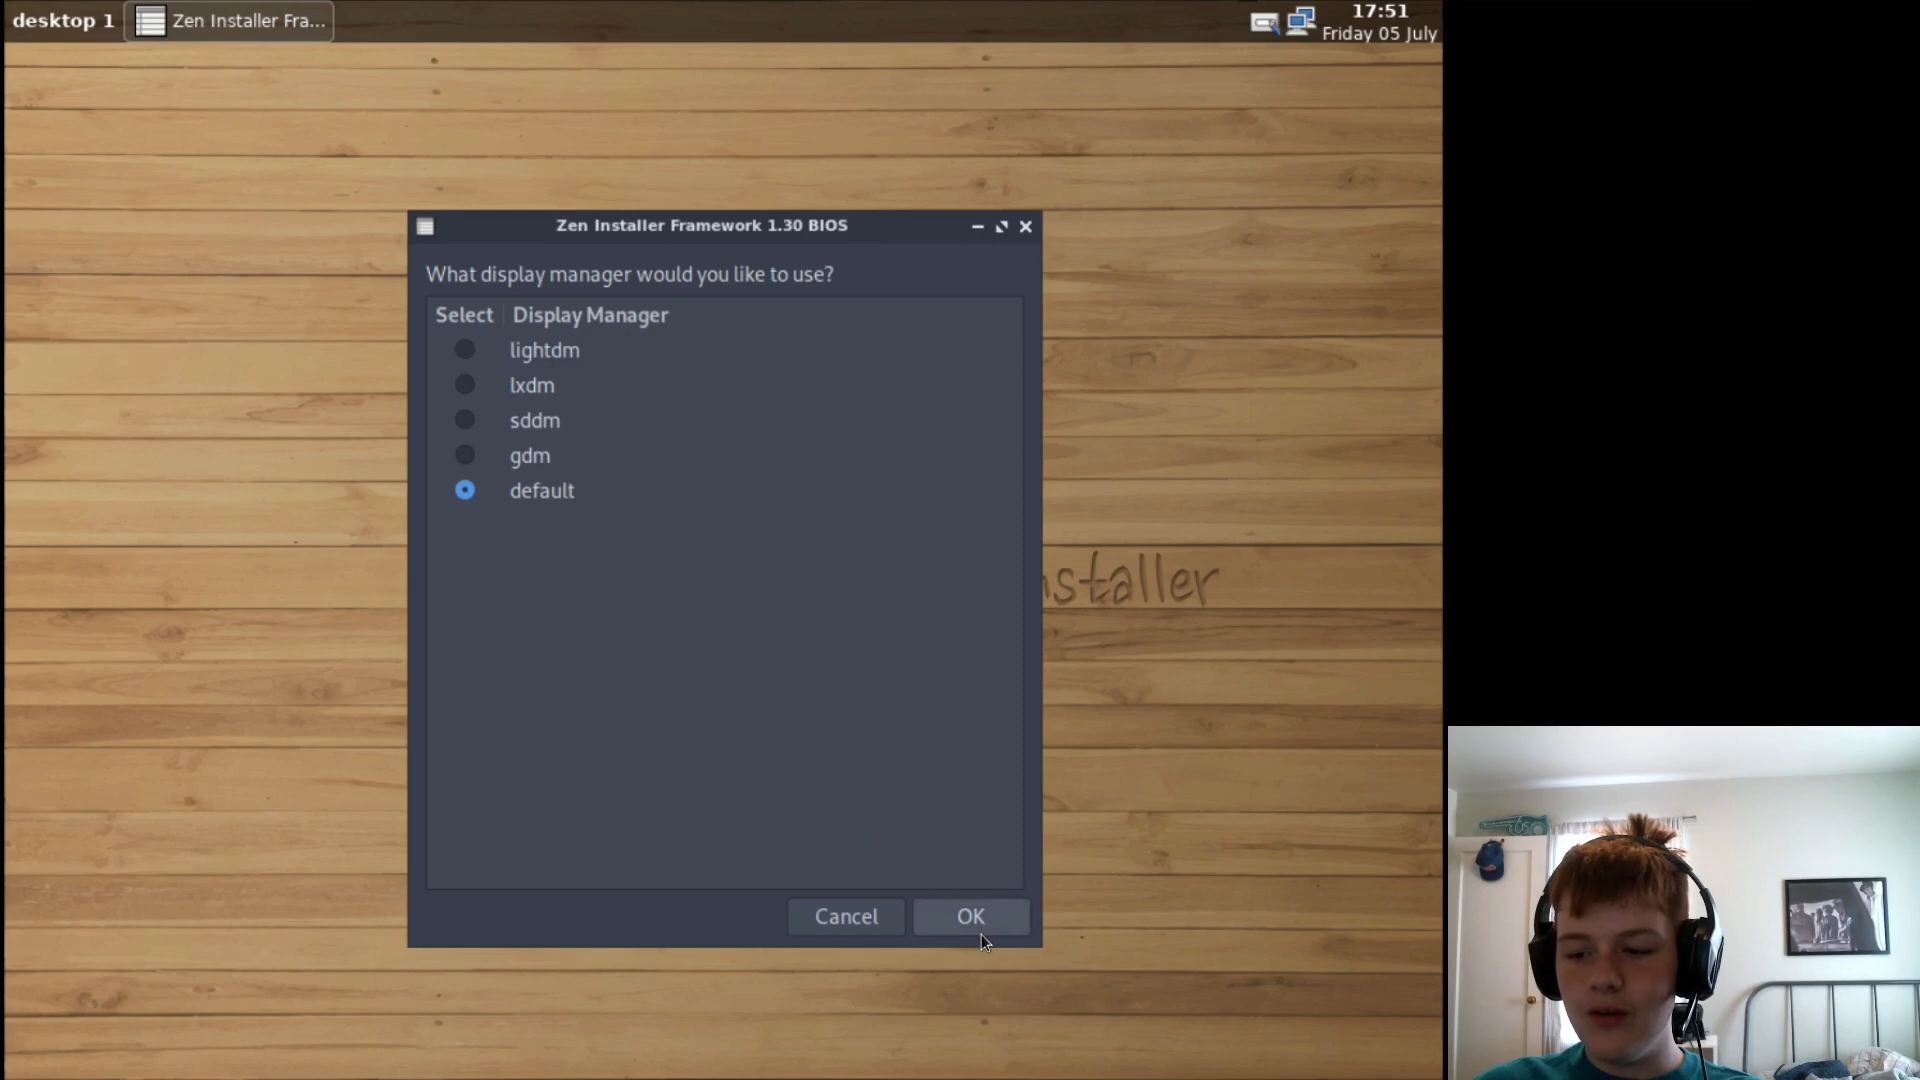 desktop 1
Zen Installer Fra...
17:51
Friday 05 July
Zen Installer Framework 1.30 BIOS
What display manager would you like to use?
Select Display Manager
lightdm
lxdm
sddm
gdm
default
nstaller
Cancel OK